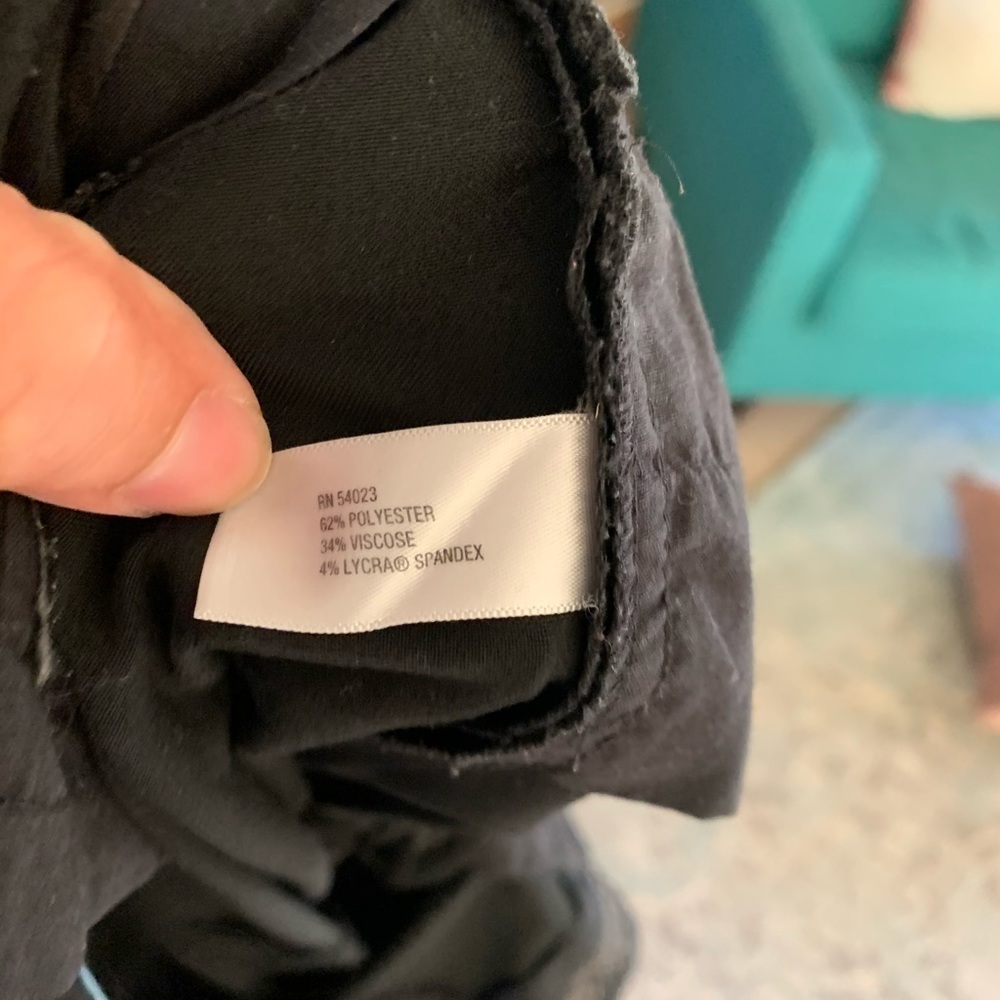 RN 54023
62% POLYESTER
34% VISCOSE
4% LYCRA® SPANDEX